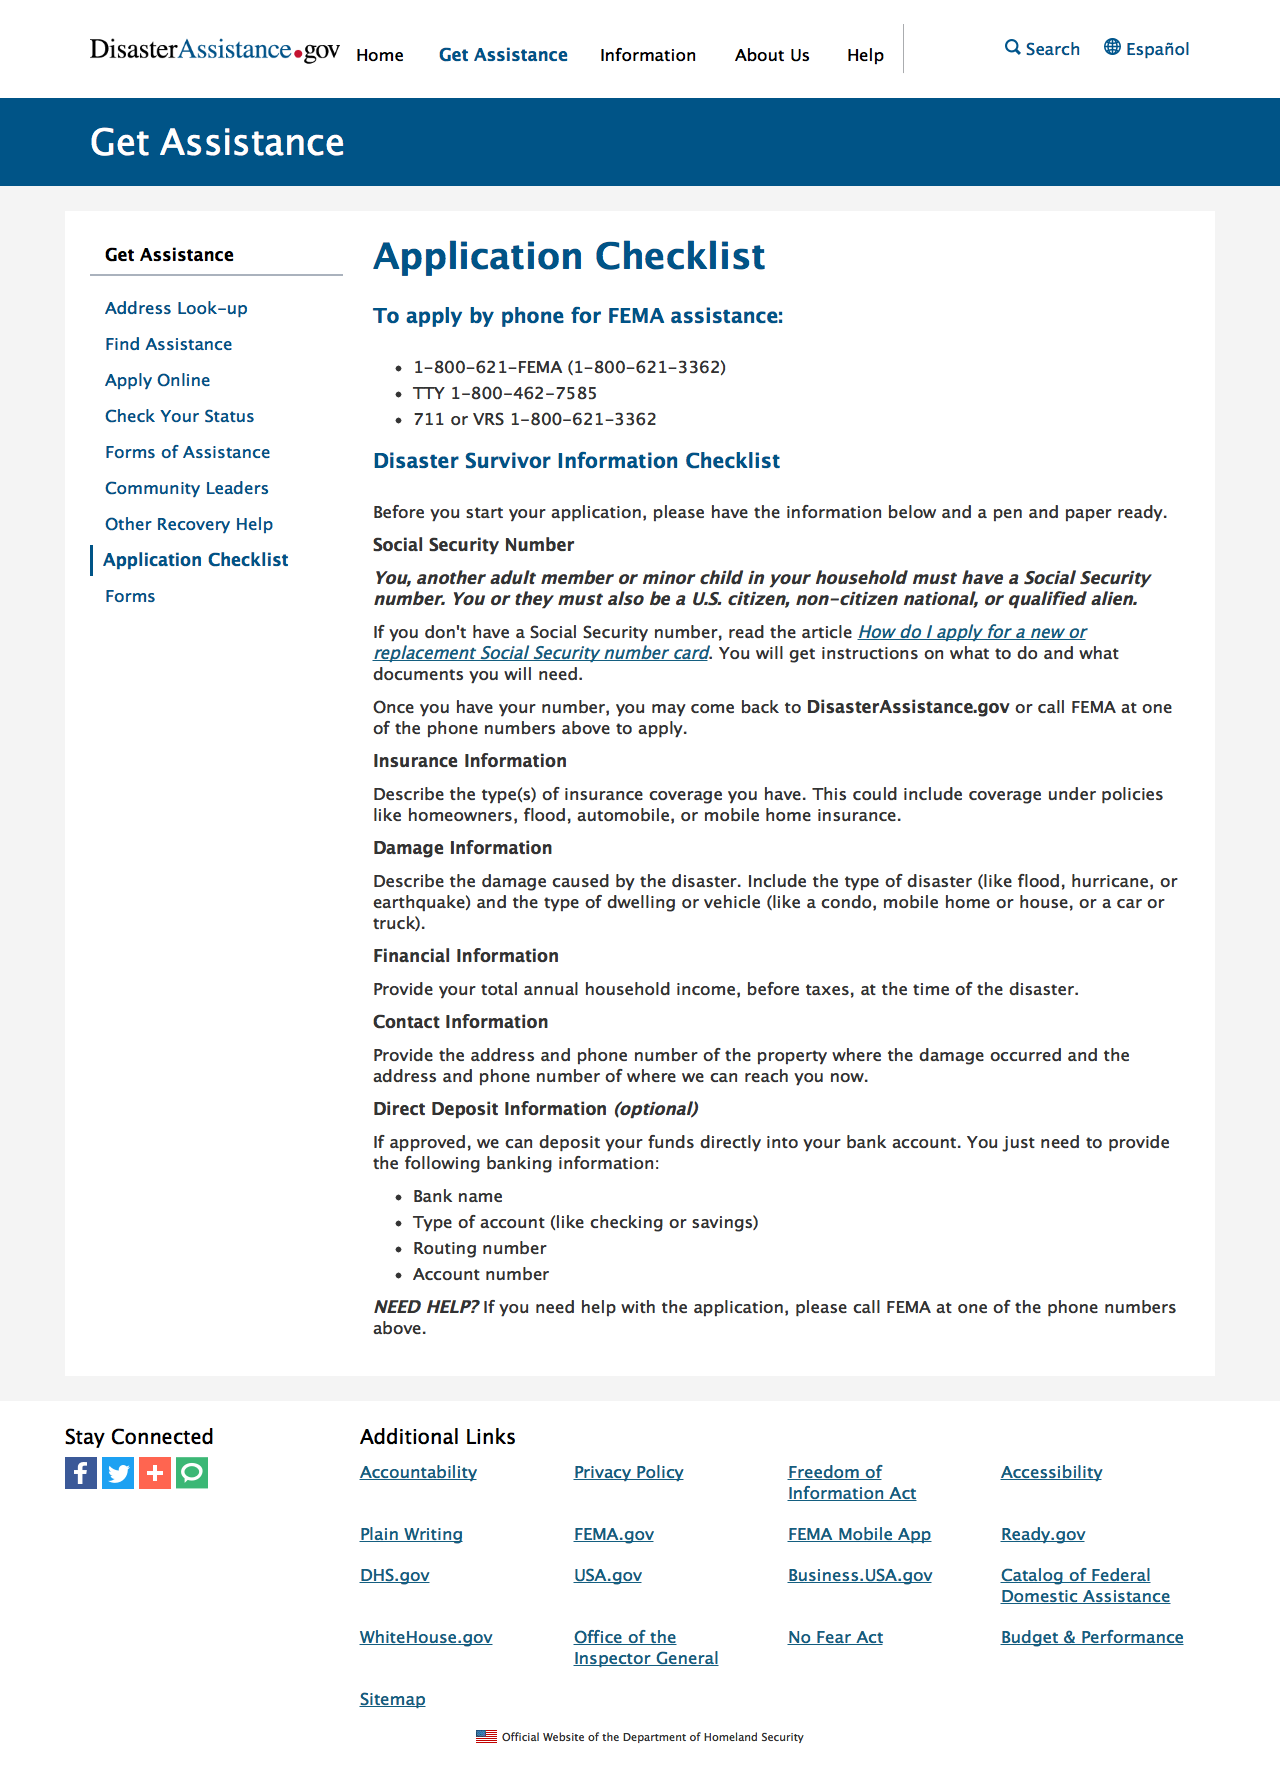 DisasterAssistance.gov
Home
Get Assistance
Information
About Us
Help
Search
Español
Get Assistance
Get Assistance
Address Look-up
Find Assistance
Apply Online
Check Your Status
Forms of Assistance
Community Leaders
Other Recovery Help
Application Checklist
Forms
Application Checklist
To apply by phone for FEMA assistance:
• 1-800-621-FEMA (1-800-621-3362)
• TTY 1-800-462-7585
• 711 or VRS 1-800-621-3362
Disaster Survivor Information Checklist
Before you start your application, please have the information below and a pen and paper ready.
Social Security Number
You, another adult member or minor child in your household must have a Social Security
number. You or they must also be a U.S. citizen, non-citizen national, or qualified alien.
If you don't have a Social Security number, read the article How do I apply for a new or
replacement Social Security number card. You will get instructions on what to do and what
documents you will need.
Once you have your number, you may come back to DisasterAssistance.gov or call FEMA at one
of the phone numbers above to apply.
Insurance Information
Describe the type(s) of insurance coverage you have. This could include coverage under policies
like homeowners, flood, automobile, or mobile home insurance.
Damage Information
Describe the damage caused by the disaster. Include the type of disaster (like flood, hurricane, or
earthquake) and the type of dwelling or vehicle (like a condo, mobile home or house, or a car or
truck).
Financial Information
Provide your total annual household income, before taxes, at the time of the disaster.
Contact Information
Provide the address and phone number of the property where the damage occurred and the
address and phone number of where we can reach you now.
Direct Deposit Information (optional)
If approved, we can deposit your funds directly into your bank account. You just need to provide
the following banking information:
• Bank name
• Type of account (like checking or savings)
• Routing number
• Account number
NEED HELP? If you need help with the application, please call FEMA at one of the phone numbers
above.
Stay Connected
Additional Links
Accountability
Privacy Policy
Freedom of
Information Act
Accessibility
Plain Writing
FEMA.gov
FEMA Mobile App
Ready.gov
DHS.gov
USA.gov
Business.USA.gov
Catalog of Federal
Domestic Assistance
WhiteHouse.gov
Office of the
Inspector General
No Fear Act
Budget & Performance
Sitemap
Official Website of the Department of Homeland Security